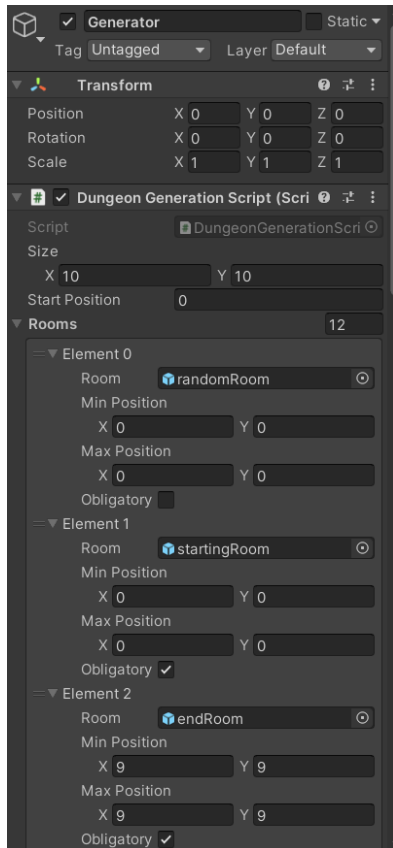 Generator Static
Tag Untagged Layer Default
Transform
Position X 0 Y 0 Z 0
Rotation X 0 Y 0 Z 0
Scale X 1 Y 1 Z 1
# Dungeon Generation Script (Scri
Script # DungeonGenerationScri
Size
X 10 Y 10
Start Position 0
Rooms 12
Element 0
Room randomRoom
Min Position
X 0 Y 0
Max Position
X 0 Y 0
Obligatory
Element 1
Room startingRoom
Min Position
X 0 Y 0
Max Position
X 0 Y 0
Obligatory
Element 2
Room endRoom
Min Position
X 9 Y 9
Max Position
X 9 Y 9
Obligatory